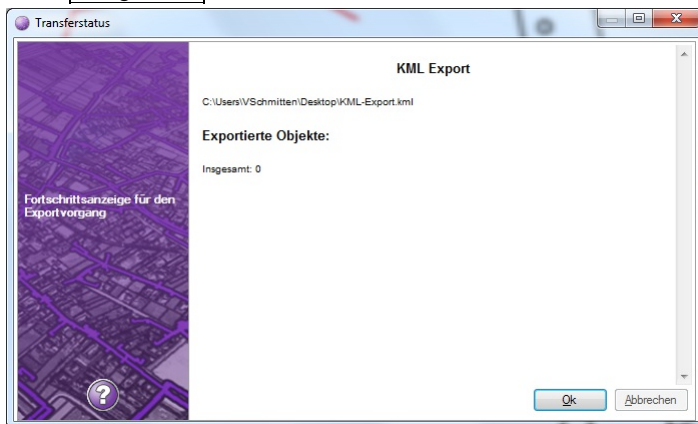 Transferstatus
KML Export
C:\Users\VSchmitten\Desktop\KML-Export.kml
Exportierte Objekte:
Insgesamt: 0
Fortschrittsanzeige für den
Exportvorgang
?
Ok
Abbrechen